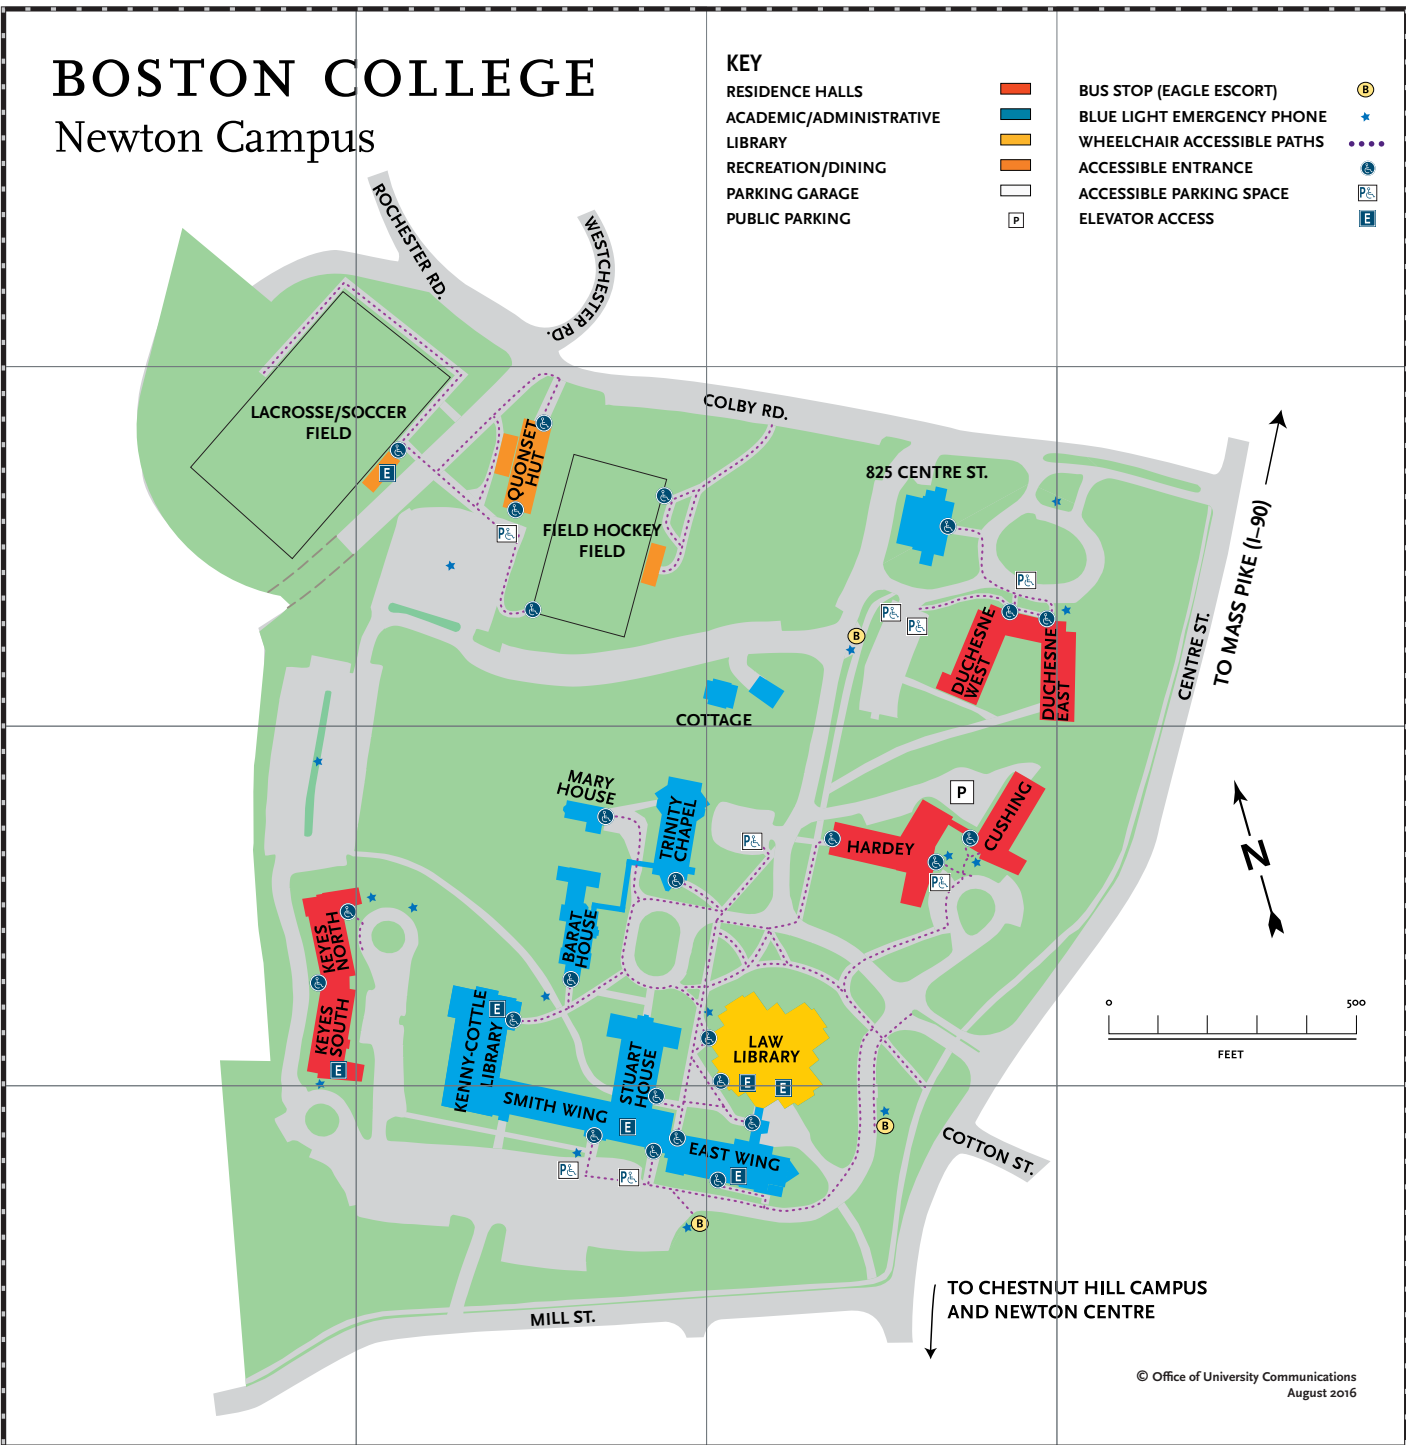 BOSTON COLLEGE
Newton Campus
KEY
RESIDENCE HALLS
ACADEMIC/ADMINISTRATIVE
LIBRARY
RECREATION/DINING
PARKING GARAGE
PUBLIC PARKING
P
BUS STOP (EAGLE ESCORT)
B
BLUE LIGHT EMERGENCY PHONE
WHEELCHAIR ACCESSIBLE PATHS
ACCESSIBLE ENTRANCE
ACCESSIBLE PARKING SPACE
P
ELEVATOR ACCESS
E
ROCHESTER RD.
WESTCHESTER RD.
COLBY RD.
LACROSSE/SOCCER
FIELD
E
QUONSET
HUT
P
FIELD HOCKEY
FIELD
825 CENTRE ST.
P
P
P
B
DUCHESNE
WEST
DUCHESNE
EAST
CENTRE ST.
TO MASS PIKE (I–90)
COTTAGE
MARY
HOUSE
TRINITY
CHAPEL
P
P
HARDEY
CUSHING
P
N
BARAT
HOUSE
KEYES
NORTH
KEYES
SOUTH
E
KENNY-COTTLE
LIBRARY
E
STUART
HOUSE
LAW
LIBRARY
E
E
SMITH WING
E
EAST WING
E
P
P
B
B
0
500
FEET
COTTON ST.
MILL ST.
TO CHESTNUT HILL CAMPUS
AND NEWTON CENTRE
© Office of University Communications
August 2016